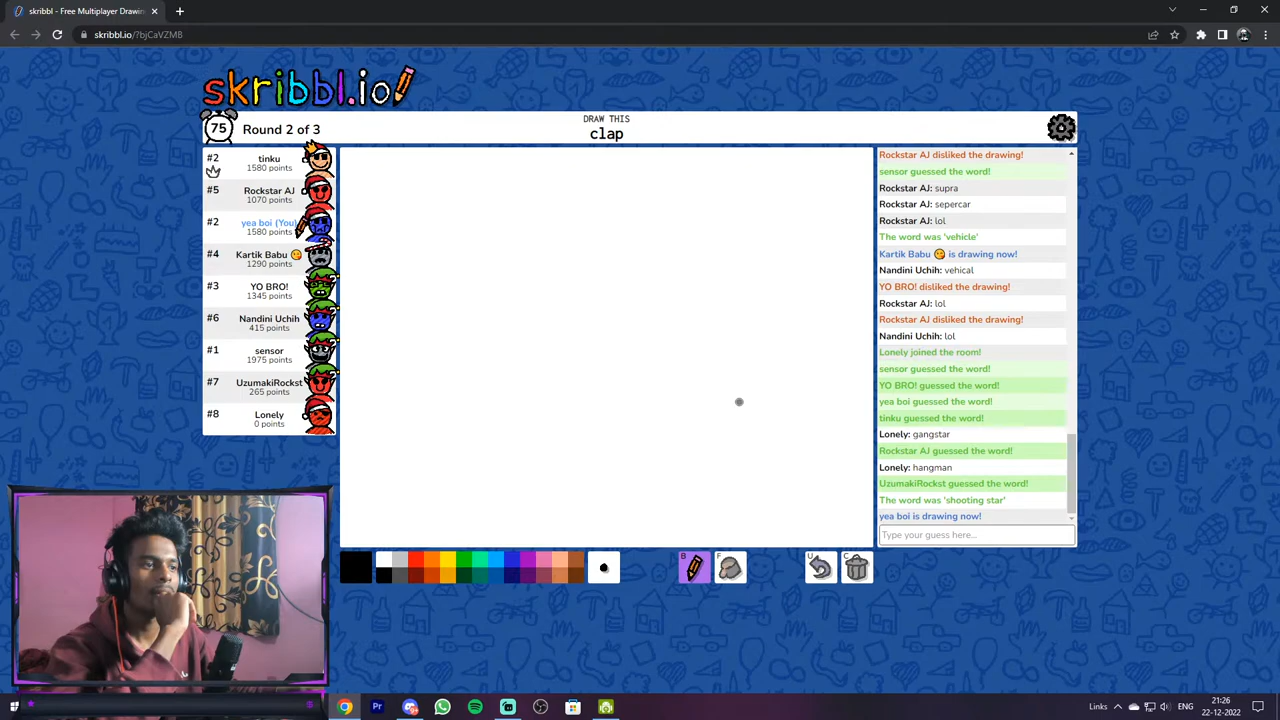 skribbl - Free Multiplayer Drawin
skribbl.io/?bjCaVZMB
skribbl.io
75
Round 2 of 3
DRAW THIS
clap
#2
tinku
1580 points
#5
Rockstar AJ
1070 points
#2
yea boi (You)
1580 points
#4
Kartik Babu 😋
1290 points
#3
YO BRO!
1345 points
#6
Nandini Uchih
415 points
#1
sensor
1975 points
#7
UzumakiRockst
265 points
#8
Lonely
0 points
Rockstar AJ disliked the drawing!
sensor guessed the word!
Rockstar AJ: supra
Rockstar AJ: sepercar
Rockstar AJ: lol
The word was 'vehicle'
Kartik Babu 😋 is drawing now!
Nandini Uchih: vehical
YO BRO! disliked the drawing!
Rockstar AJ: lol
Rockstar AJ disliked the drawing!
Nandini Uchih: lol
Lonely joined the room!
sensor guessed the word!
YO BRO! guessed the word!
yea boi guessed the word!
tinku guessed the word!
Lonely: gangstar
Rockstar AJ guessed the word!
Lonely: hangman
UzumakiRockst guessed the word!
The word was 'shooting star'
yea boi is drawing now!
Type your guess here...
B
F
U
C
Pr
Links
ENG
21:26
22-12-2022